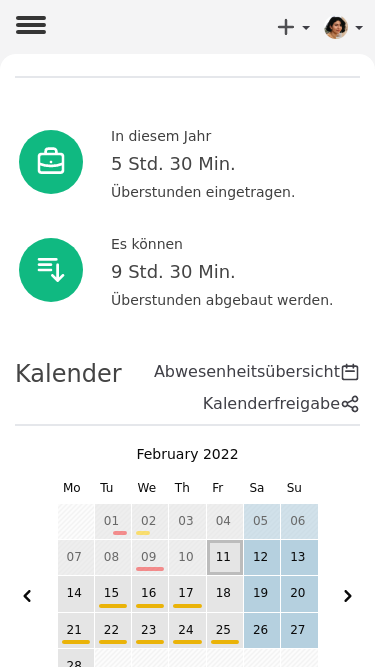 In diesem Jahr
5 Std. 30 Min.
Überstunden eingetragen.
Es können
9 Std. 30 Min.
Überstunden abgebaut werden.
Kalender
Abwesenheitsübersicht
Kalenderfreigabe
February 2022
Mo Tu We Th Fr Sa Su
01 02 03 04 05 06
07 08 09 10 11 12 13
14 15 16 17 18 19 20
21 22 23 24 25 26 27
28